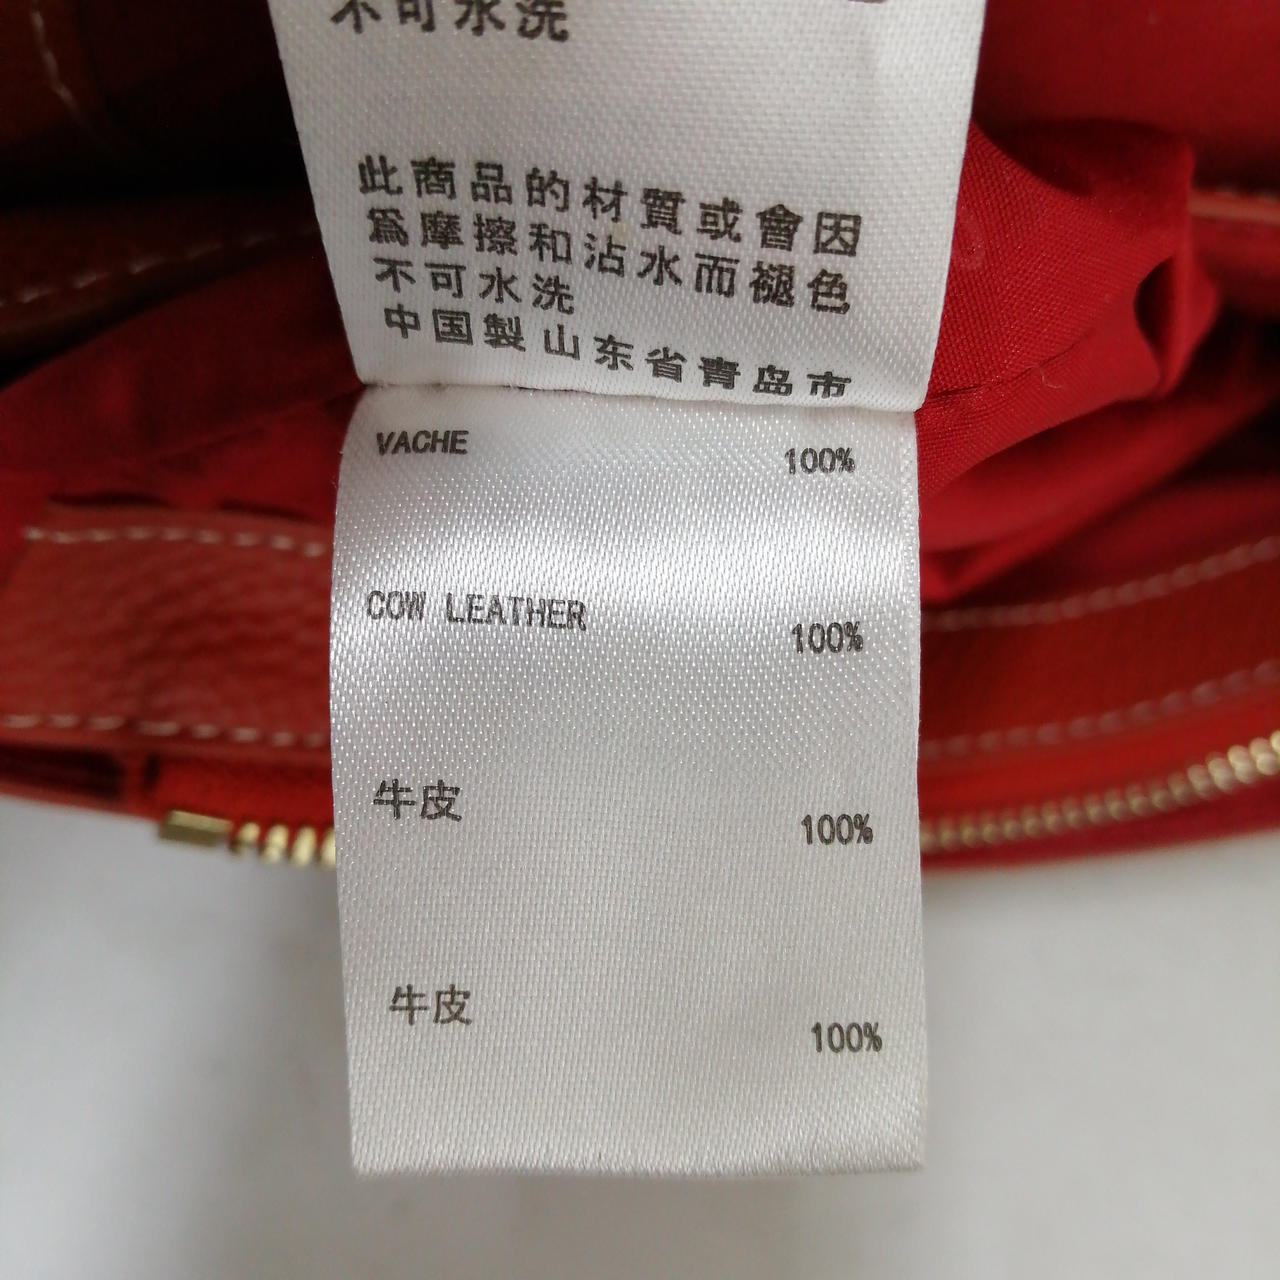 不可水洗
此商品的材質或會因
爲摩擦和沾水而褪色
不可水洗
中国製山东省青岛市
VACHE 100%
COW LEATHER 100%
牛皮 100%
牛皮 100%